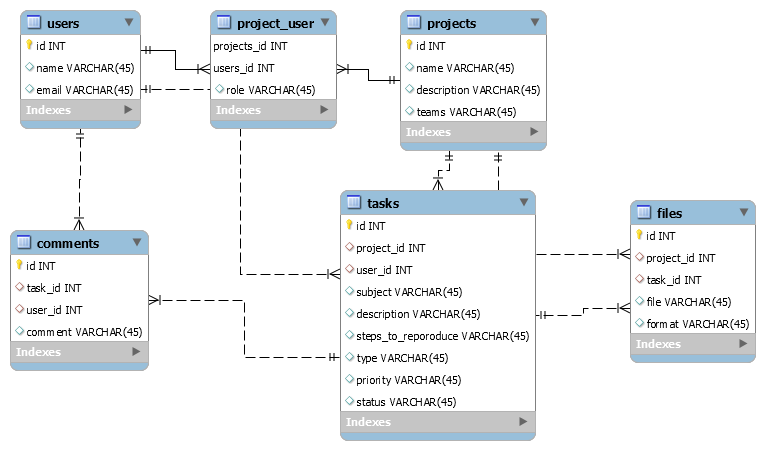 users
id INT
name VARCHAR(45)
email VARCHAR(45)
Indexes
project_user
projects_id INT
users_id INT
role VARCHAR(45)
Indexes
projects
id INT
name VARCHAR(45)
description VARCHAR(45)
teams VARCHAR(45)
Indexes
comments
id INT
task_id INT
user_id INT
comment VARCHAR(45)
Indexes
tasks
id INT
project_id INT
user_id INT
subject VARCHAR(45)
description VARCHAR(45)
steps_to_reporoduce VARCHAR(45)
type VARCHAR(45)
priority VARCHAR(45)
status VARCHAR(45)
Indexes
files
id INT
project_id INT
task_id INT
file VARCHAR(45)
format VARCHAR(45)
Indexes